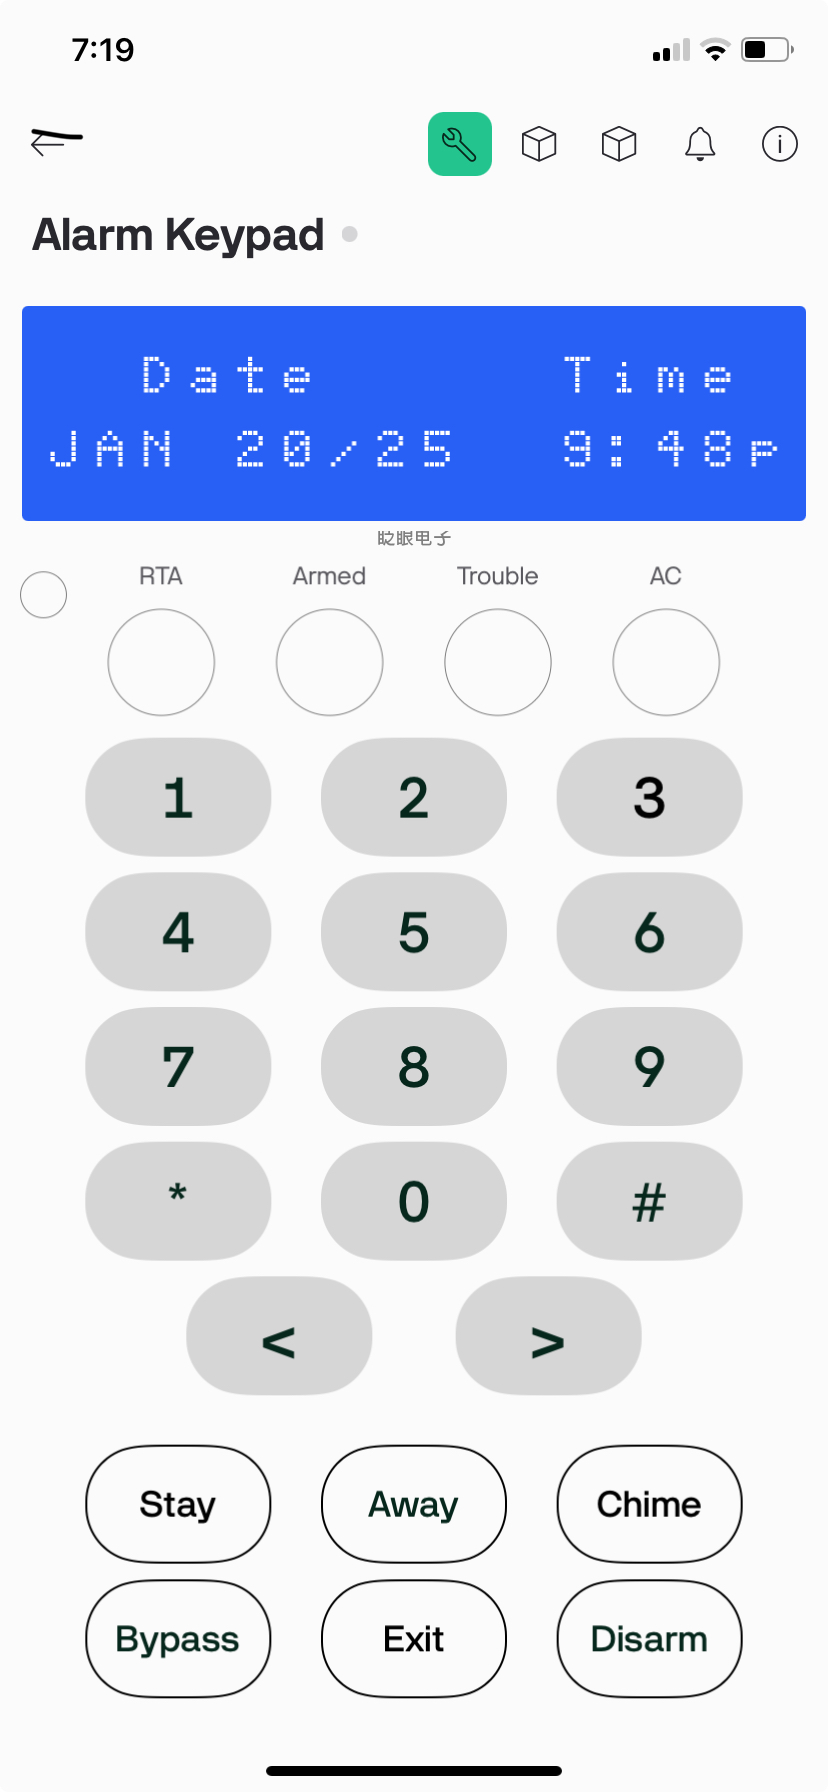 7:19
Alarm Keypad
Date Time
JAN 20/25 9:48p
眨眼电子
RTA Armed Trouble AC
1 2 3
4 5 6
7 8 9
* 0 #
< >
Stay Away Chime
Bypass Exit Disarm